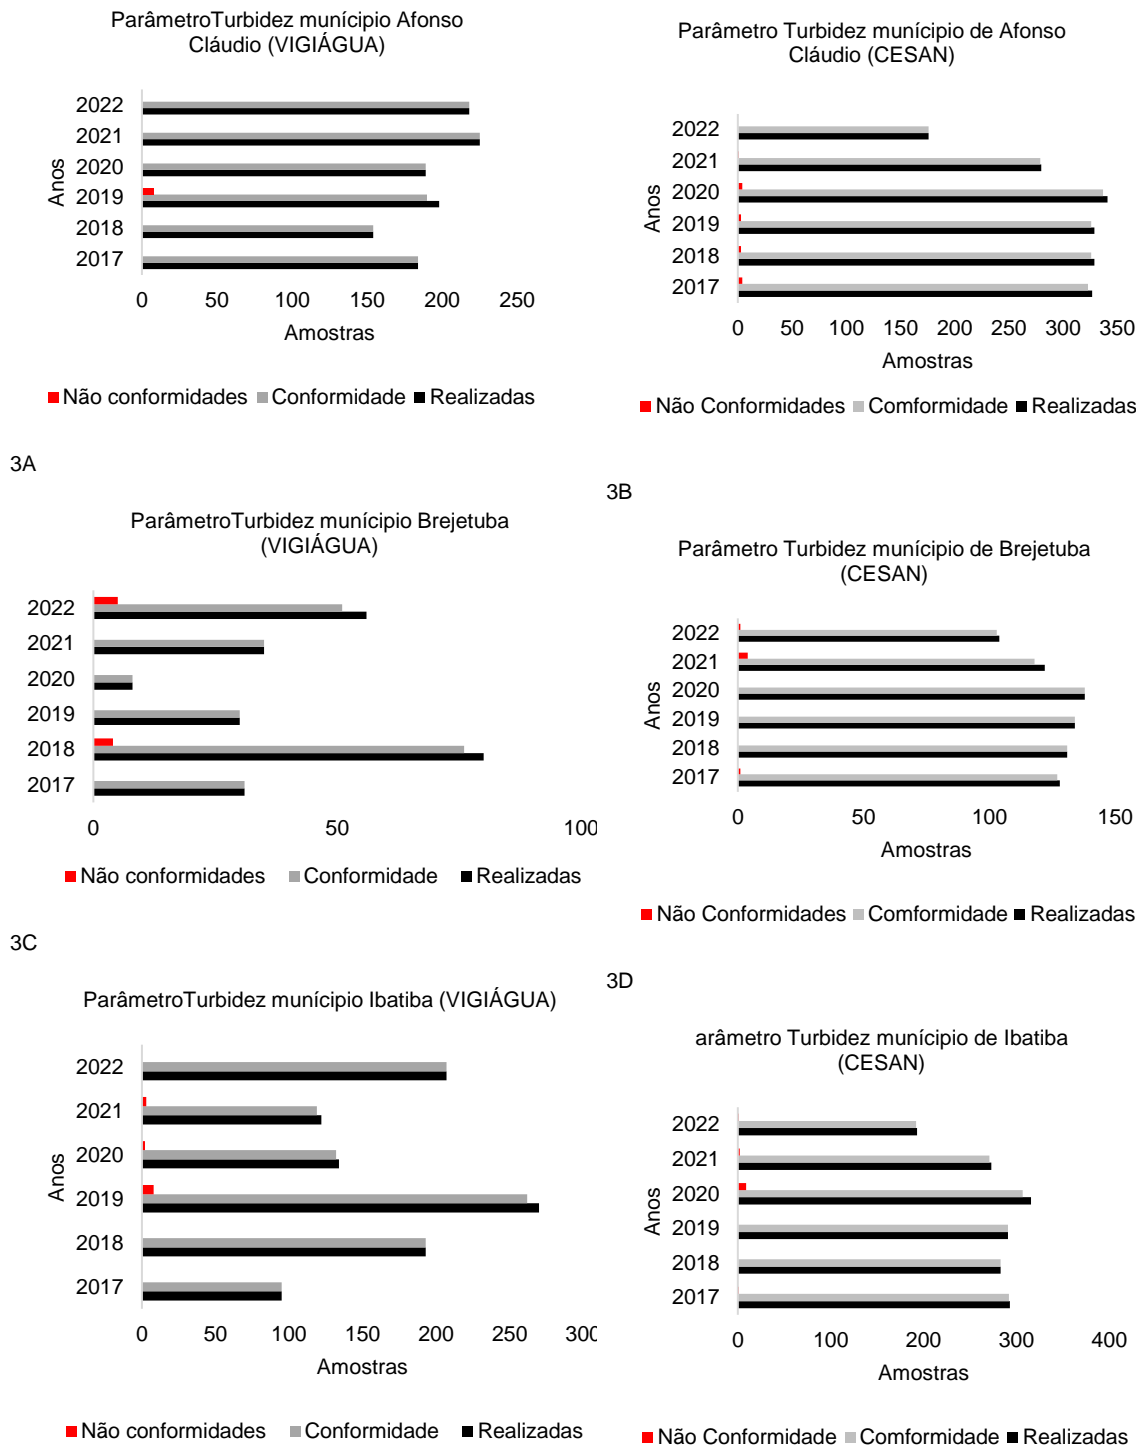 ParâmetroTurbidez munícipio Afonso
Cláudio (VIGIÁGUA)
2022
2021
2020
2019
2018
2017
Anos
0 50 100 150 200 250
Amostras
Não conformidades Conformidade Realizadas
3A
Parâmetro Turbidez munícipio de Afonso
Cláudio (CESAN)
2022
2021
2020
2019
2018
2017
Anos
0 50 100 150 200 250 300 350
Amostras
Não Conformidades Comformidade Realizadas
3B
ParâmetroTurbidez munícipio Brejetuba
(VIGIÁGUA)
2022
2021
2020
2019
2018
2017
0 50 100
Não conformidades Conformidade Realizadas
3C
Parâmetro Turbidez munícipio de Brejetuba
(CESAN)
2022
2021
2020
2019
2018
2017
Anos
0 50 100 150
Amostras
Não Conformidades Comformidade Realizadas
3D
ParâmetroTurbidez munícipio Ibatiba (VIGIÁGUA)
2022
2021
2020
2019
2018
2017
Anos
0 50 100 150 200 250 300
Amostras
Não conformidades Conformidade Realizadas
arâmetro Turbidez munícipio de Ibatiba
(CESAN)
2022
2021
2020
2019
2018
2017
Anos
0 100 200 300 400
Amostras
Não Conformidades Comformidade Realizadas